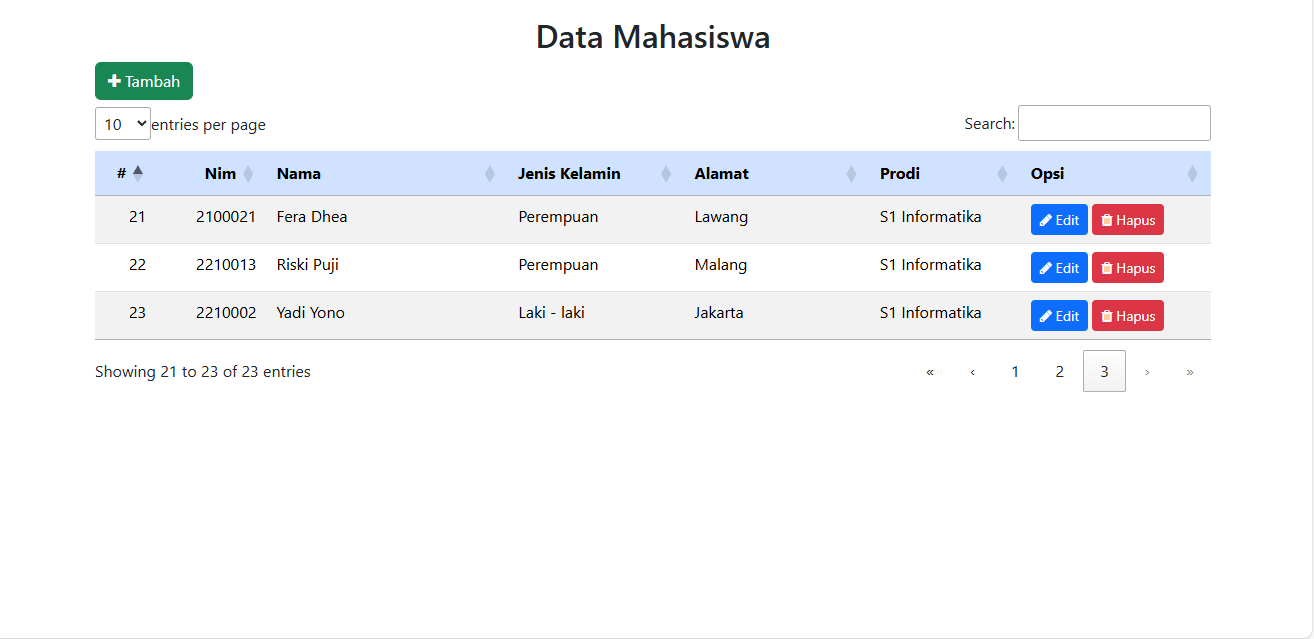 Data Mahasiswa
Tambah
10 entries per page Search:
# Nim Nama Jenis Kelamin Alamat Prodi Opsi
21 2100021 Fera Dhea Perempuan Lawang S1 Informatika Edit Hapus
22 2210013 Riski Puji Perempuan Malang S1 Informatika Edit Hapus
23 2210002 Yadi Yono Laki - laki Jakarta S1 Informatika Edit Hapus
Showing 21 to 23 of 23 entries « ‹ 1 2 3 › »